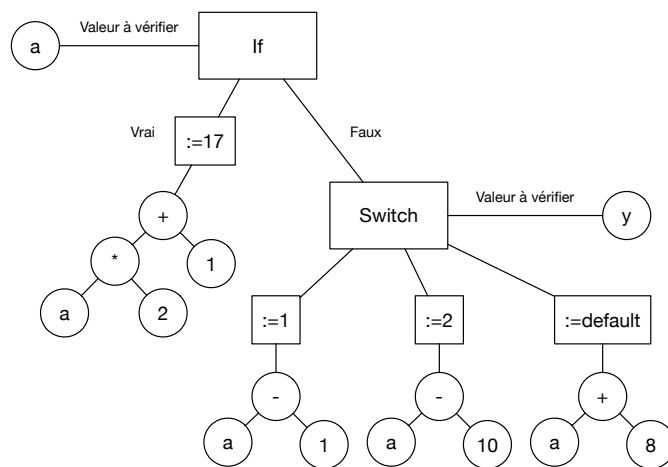 Valeur à vérifier
a
If
Vrai
:=17
Faux
+
*
1
a
2
Switch
Valeur à vérifier
y
:=1
:=2
:=default
-
-
+
a
1
a
10
a
8